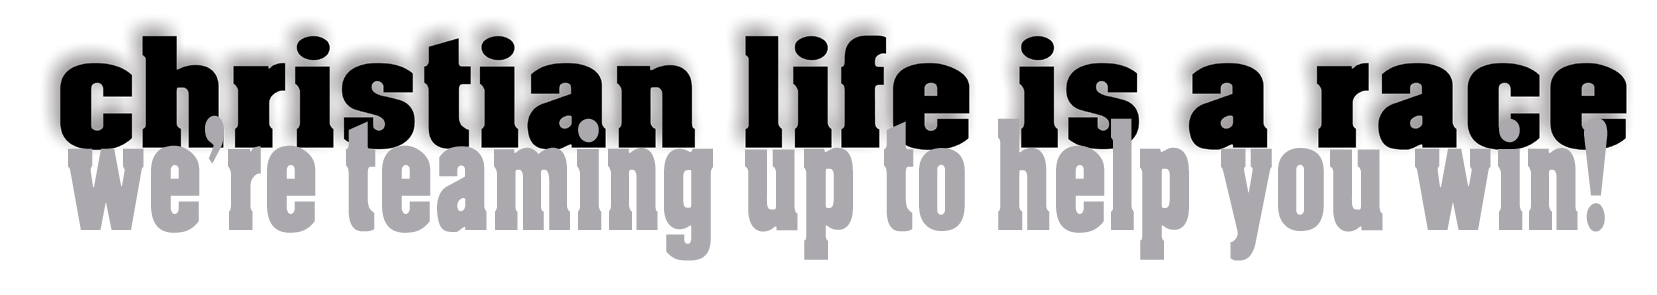 christian life is a race
we're teaming up to help you win!